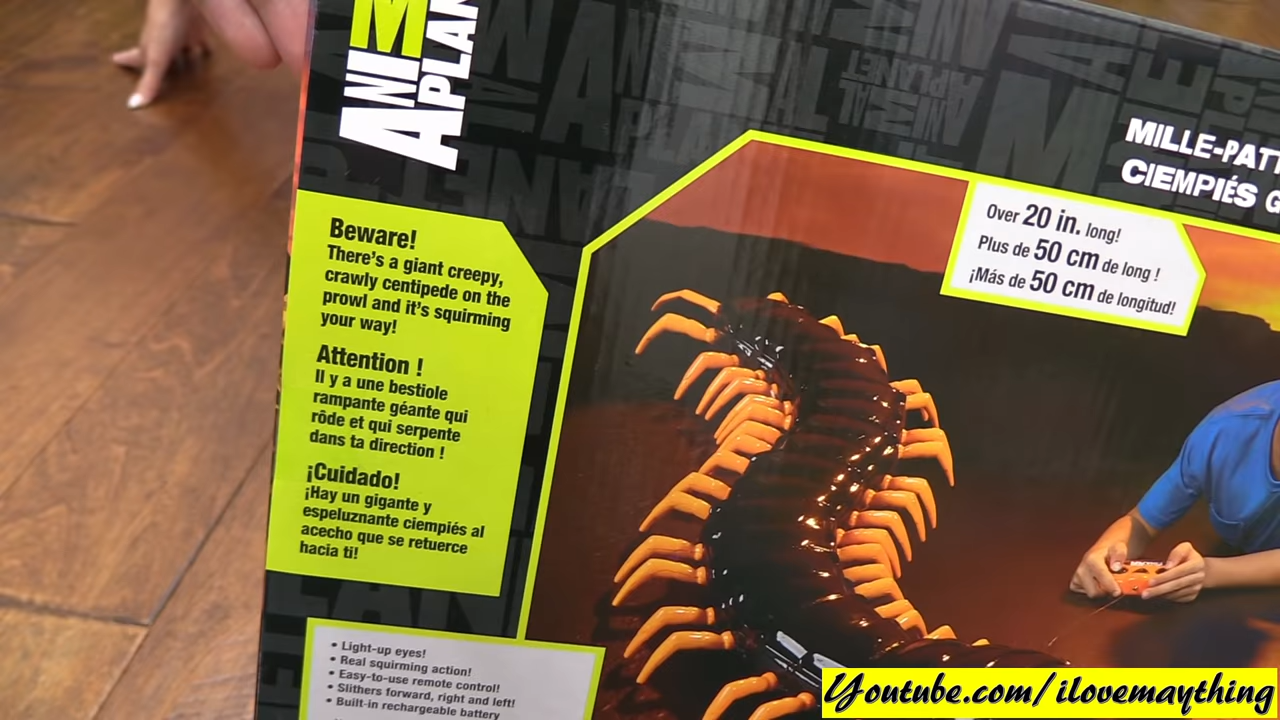 ANIM
APLAN
MILLE-PATT
CIEMPIÉS G
Over 20 in. long!
Plus de 50 cm de long !
¡Más de 50 cm de longitud!
Beware!
There's a giant creepy,
crawly centipede on the
prowl and it's squirming
your way!
Attention !
Il y a une bestiole
rampante géante qui
rôde et qui serpente
dans ta direction !
¡Cuidado!
¡Hay un gigante y
espeluznante ciempiés al
acecho que se retuerce
hacia ti!
• Light-up eyes!
• Real squirming action!
• Easy-to-use remote control!
• Slithers forward, right and left!
• Built-in rechargeable battery
Youtube.com/ilovemaything